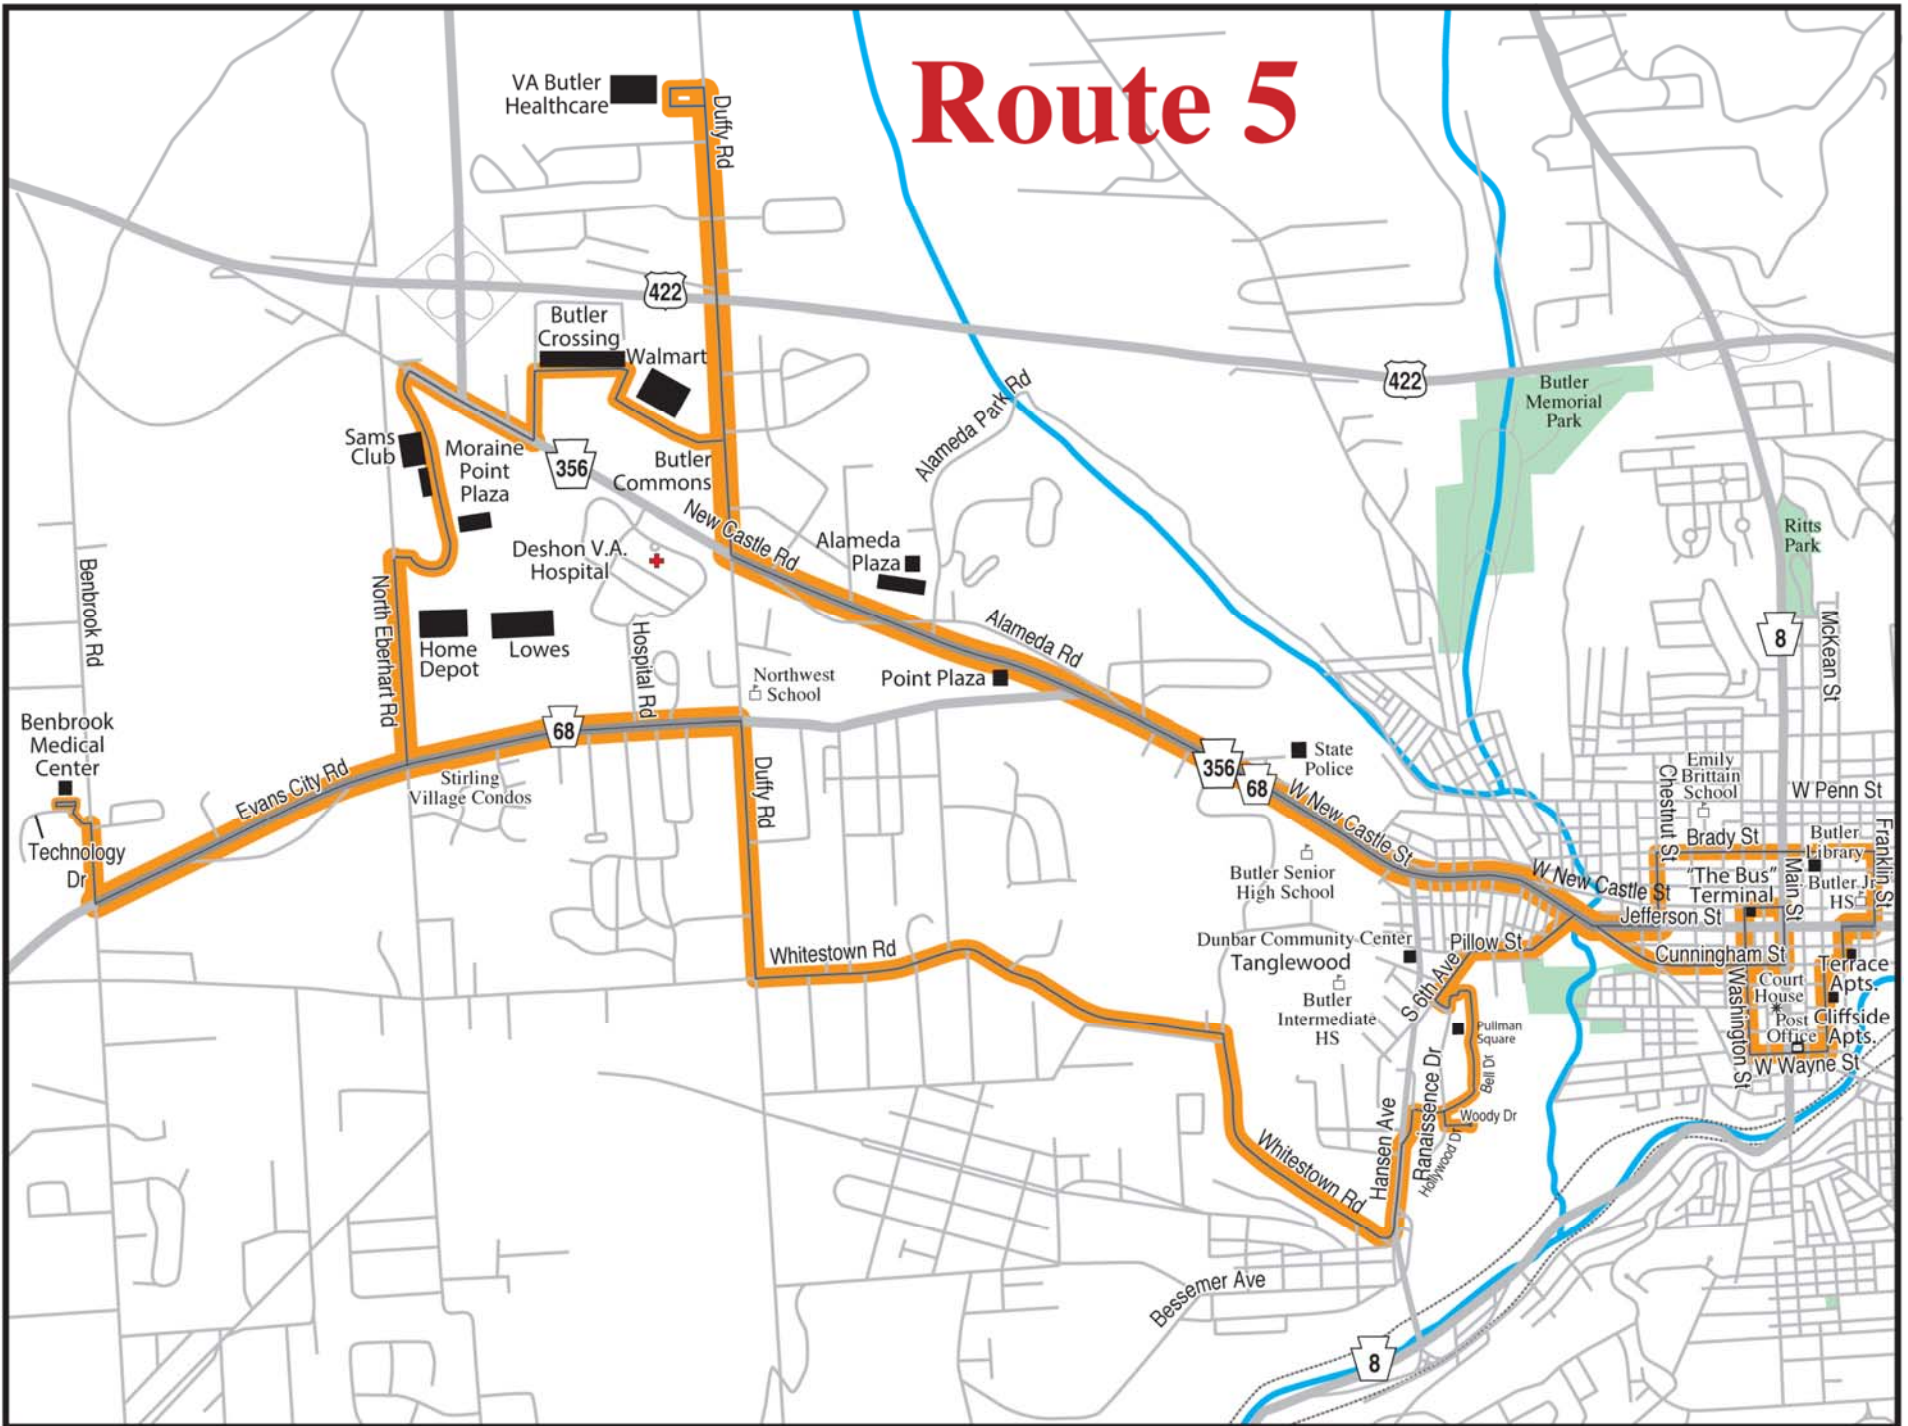 Route 5
VA Butler
Healthcare
Duffy Rd
422
Butler
Crossing
Walmart
422
Butler
Memorial
Park
Alameda Park Rd
Sams
Club
Moraine
Point
Plaza
356
Butler
Commons
New Castle Rd
Ritts
Park
Deshon V.A.
Hospital
Alameda
Plaza
Benbrook Rd
North Eberhart Rd
Home
Depot
Lowes
Hospital Rd
Alameda Rd
8
McKean St
Northwest
School
Point Plaza
Benbrook
Medical
Center
68
Evans City Rd
Stirling
Village Condos
Duffy Rd
356
68
State
Police
W New Castle St
Chestnut St
Emily
Brittain
School
W Penn St
Brady St
Butler
Library
Franklin St
Technology
Dr
Butler Senior
High School
W New Castle St
"The Bus"
Terminal
Main St
Butler Jr
HS
Jefferson St
Whitestown Rd
Dunbar Community Center
Tanglewood
Pillow St
Cunningham St
Terrace
Apts.
Butler
Intermediate
HS
S 6th Ave
Washington St
Court
House
Post
Office
Cliffside
Apts.
W Wayne St
Pullman
Square
Bell Dr
Ranaissence Dr
Woody Dr
Hollywood Dr
Hansen Ave
Whitestown Rd
Bessemer Ave
8